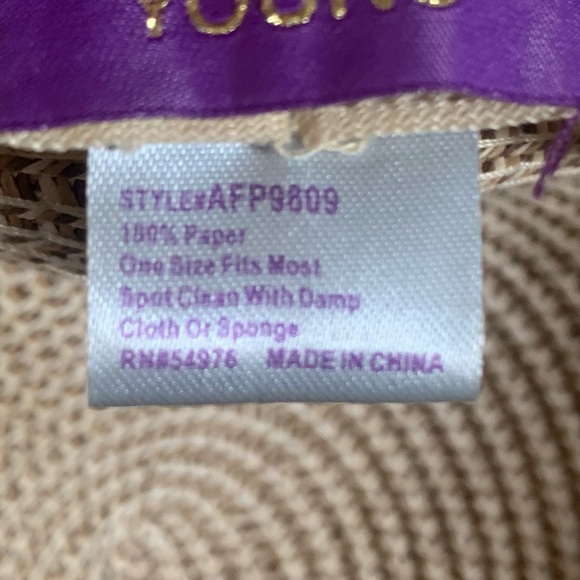 YOUNG
STYLE#AFP9809
100% Paper
One Size Fits Most
Spot Clean With Damp
Cloth Or Sponge
RN#54976 MADE IN CHINA